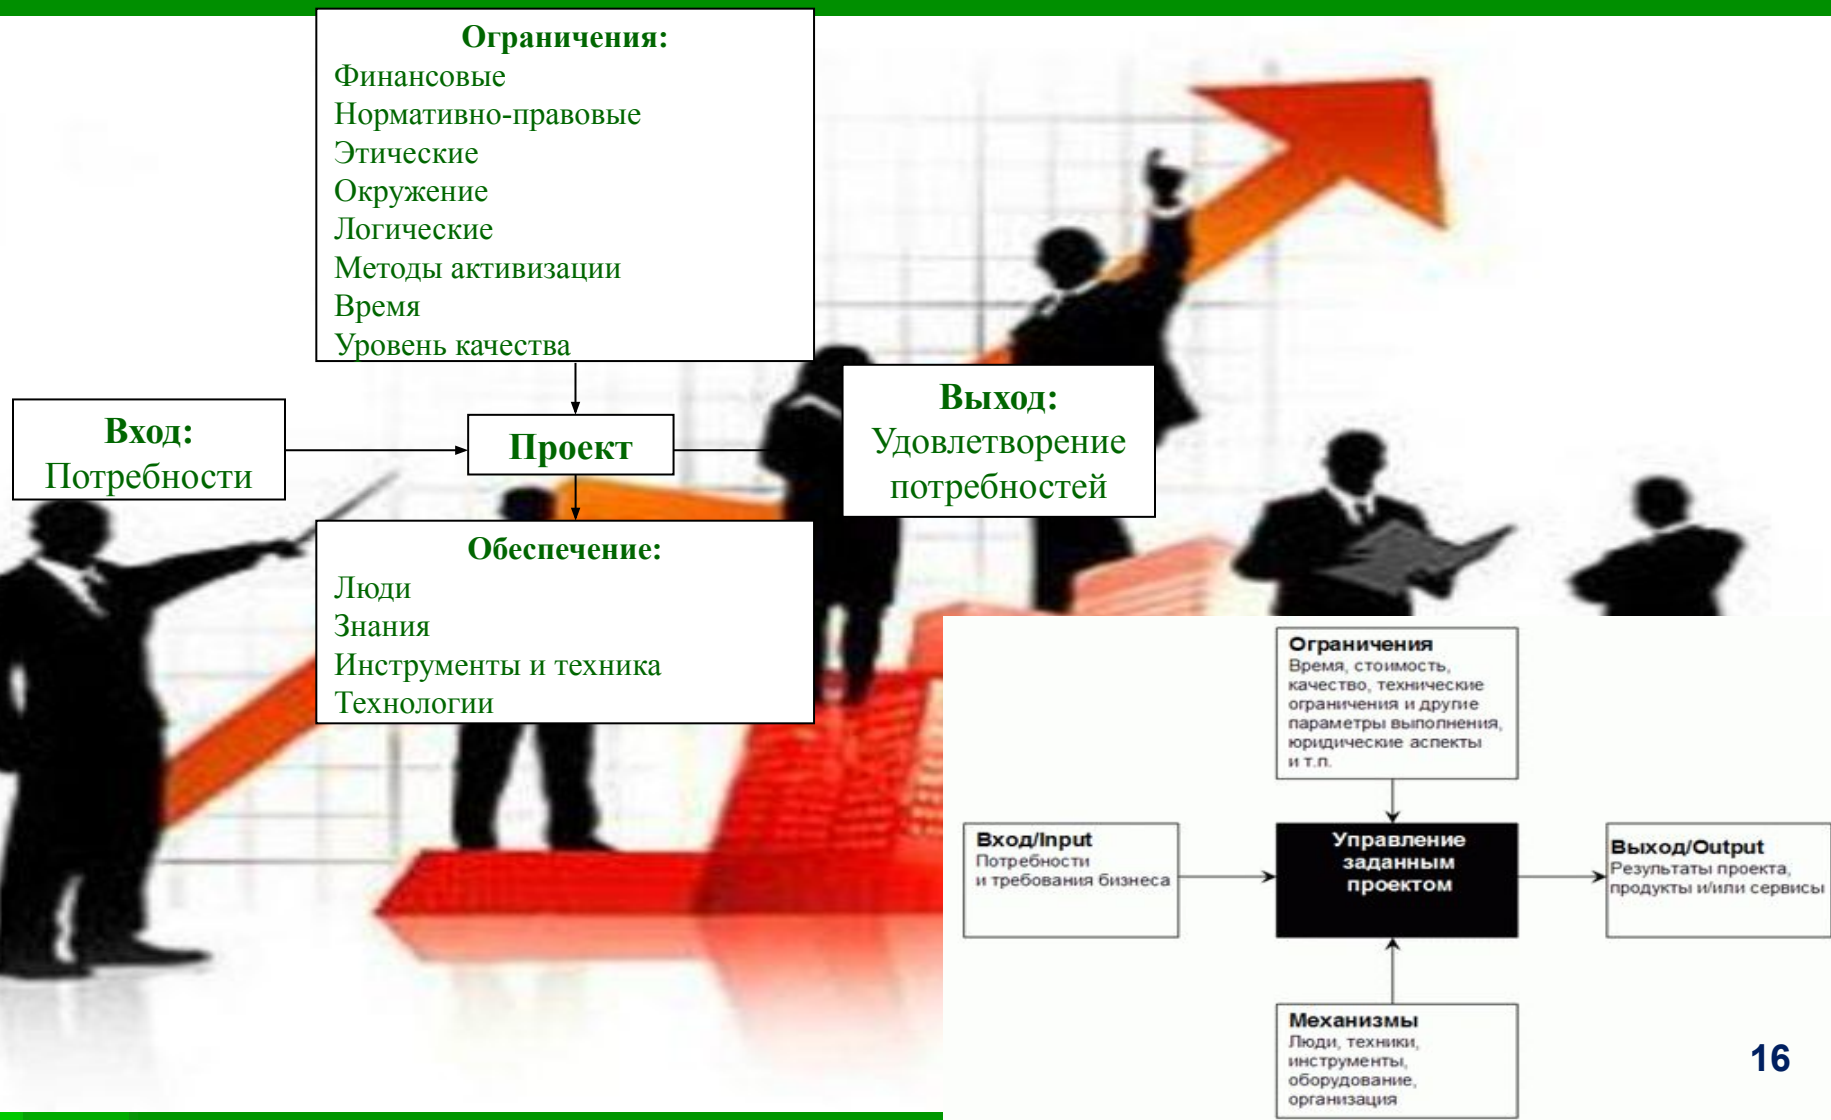 Ограничения:
Финансовые
Нормативно-правовые
Этические
Окружение
Логические
Методы активизации
Время
Уровень качества
Вход:
Потребности
Проект
Выход:
Удовлетворение
потребностей
Обеспечение:
Люди
Знания
Инструменты и техника
Технологии
Ограничения
Время, стоимость,
качество, технические
ограничения и другие
параметры выполнения,
юридические аспекты
и т.п.
Вход/Input
Потребности
и требования бизнеса
Управление
заданным
проектом
Выход/Output
Результаты проекта,
продукты и/или сервисы
Механизмы
Люди, техники,
инструменты,
оборудование,
организация
16